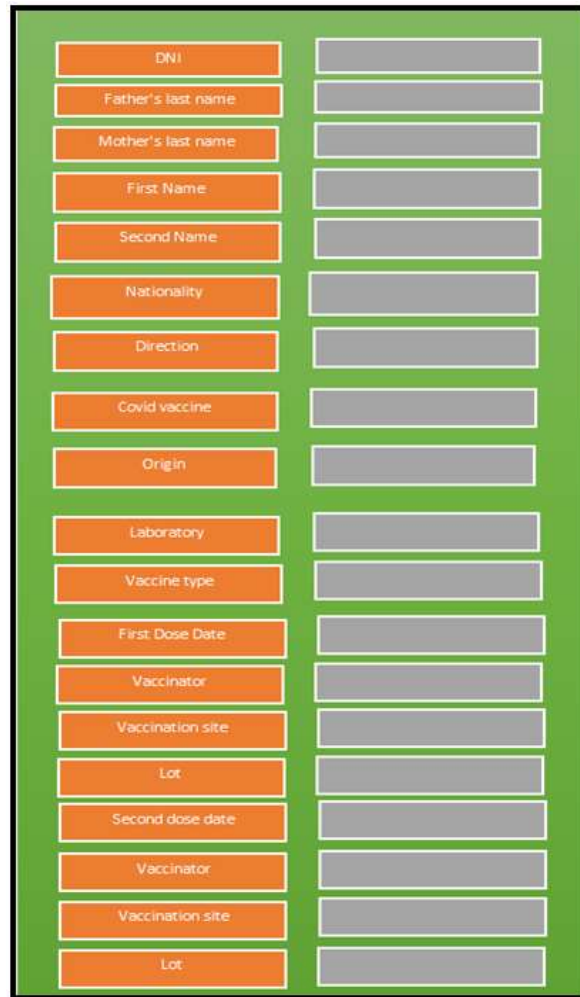 DNI
Father's last name
Mother's last name
First Name
Second Name
Nationality
Direction
Covid vaccine
Origin
Laboratory
Vaccine type
First Dose Date
Vaccinator
Vaccination site
Lot
Second dose date
Vaccinator
Vaccination site
Lot